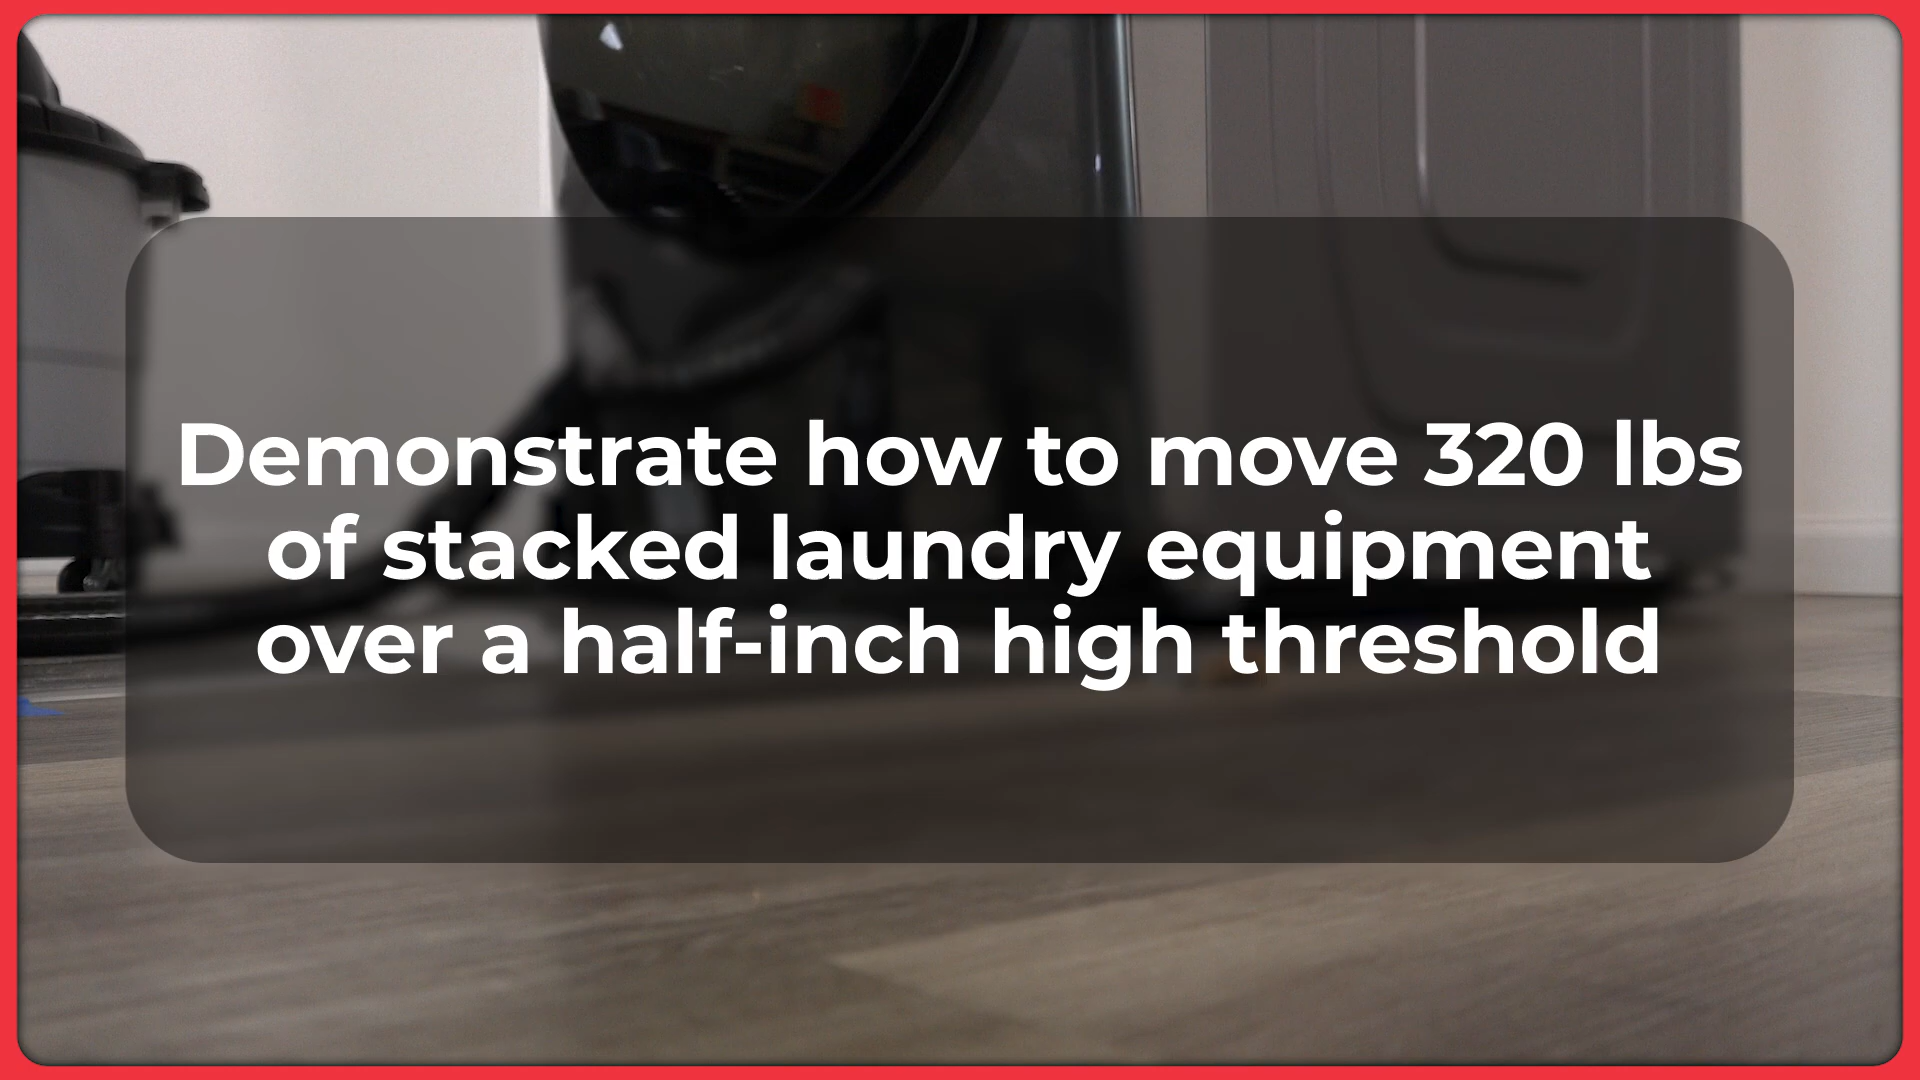 Demonstrate how to move 320 lbs
of stacked laundry equipment
over a half-inch high threshold